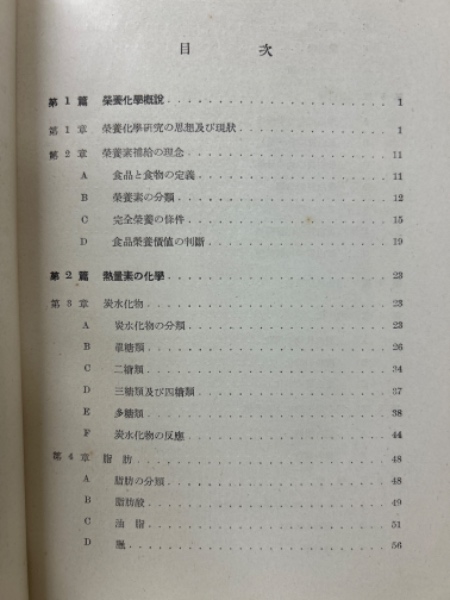 目次
第1篇 榮養化學概說 1
第1章 榮養化學研究の思想及び現狀 1
第2章 榮養素補給の理念 11
A 食品と食物の定義 11
B 榮養素の分類 12
C 完全榮養の條件 15
D 食品榮養價値の判斷 19
第2篇 熱量素の化學 23
第3章 炭水化物 23
A 炭水化物の分類 23
B 單糖類 26
C 二糖類 34
D 三糖類及び四糖類 37
E 多糖類 38
F 炭水化物の反應 44
第4章 脂肪 48
A 脂肪の分類 48
B 脂肪酸 49
C 油脂 51
D 蠟 56